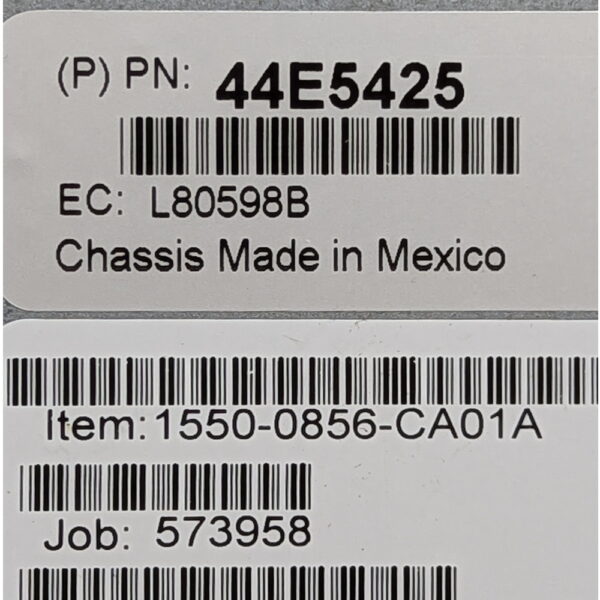 (P) PN: 44E5425
EC: L80598B
Chassis Made in Mexico
Item: 1550-0856-CA01A
Job: 573958